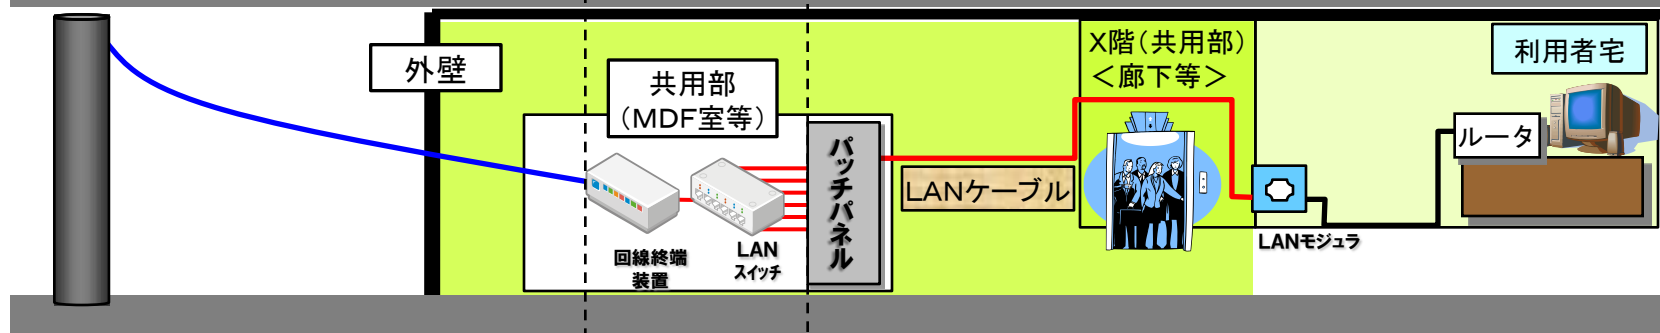 外壁
共用部
（MDF室等）
回線終端
装置
LAN
スイッチ
パッチパネル
LANケーブル
X階（共用部）
＜廊下等＞
LANモジュラ
利用者宅
ルータ